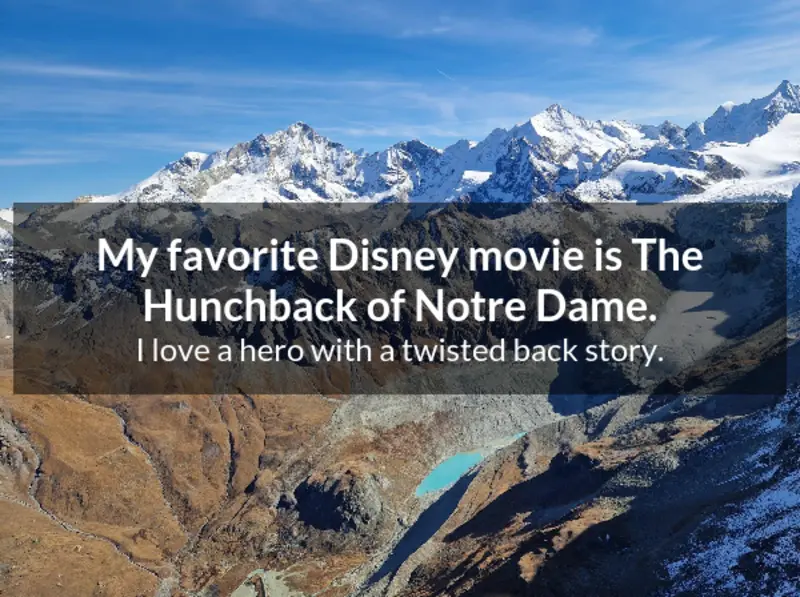 My favorite Disney movie is The
Hunchback of Notre Dame.
I love a hero with a twisted back story.